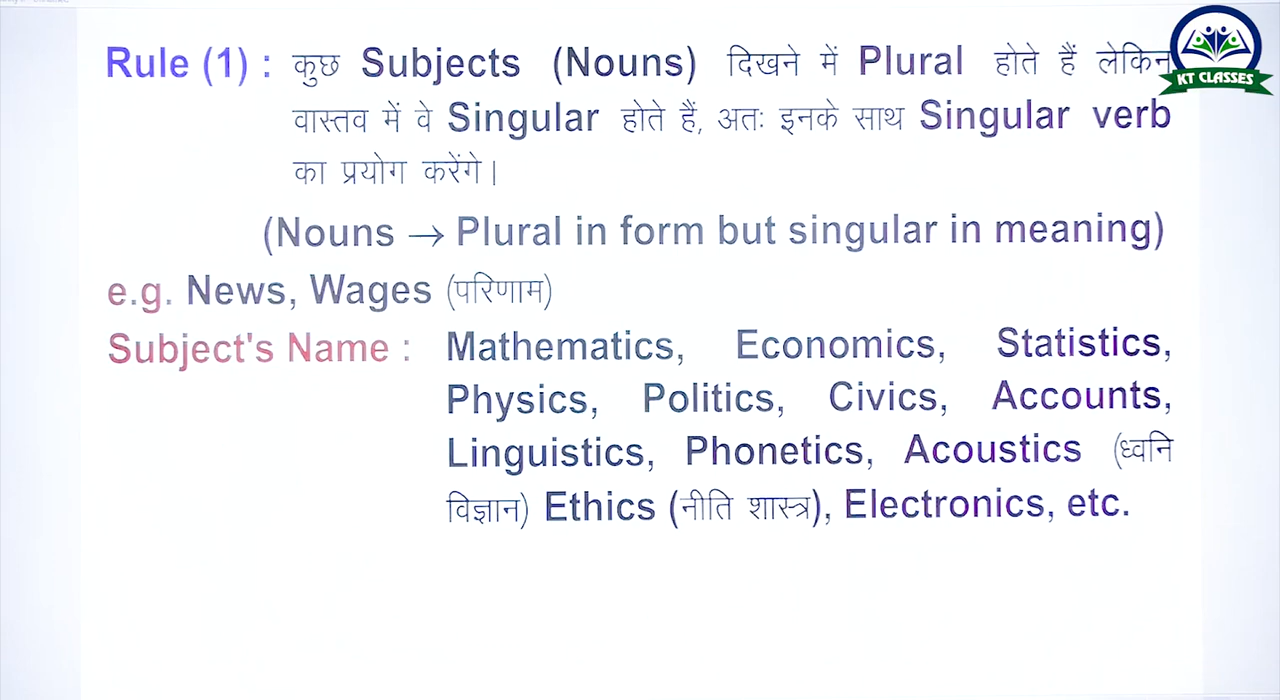 Rule (1) : कुछ Subjects (Nouns) दिखने में Plural होते हैं लेकिन
वास्तव में वे Singular होते हैं, अतः इनके साथ Singular verb
का प्रयोग करेंगे।
(Nouns → Plural in form but singular in meaning)
e.g. News, Wages (परिणाम)
Subject's Name : Mathematics, Economics, Statistics,
Physics, Politics, Civics, Accounts,
Linguistics, Phonetics, Acoustics (ध्वनि
विज्ञान) Ethics (नीति शास्त्र), Electronics, etc.
KT CLASSES